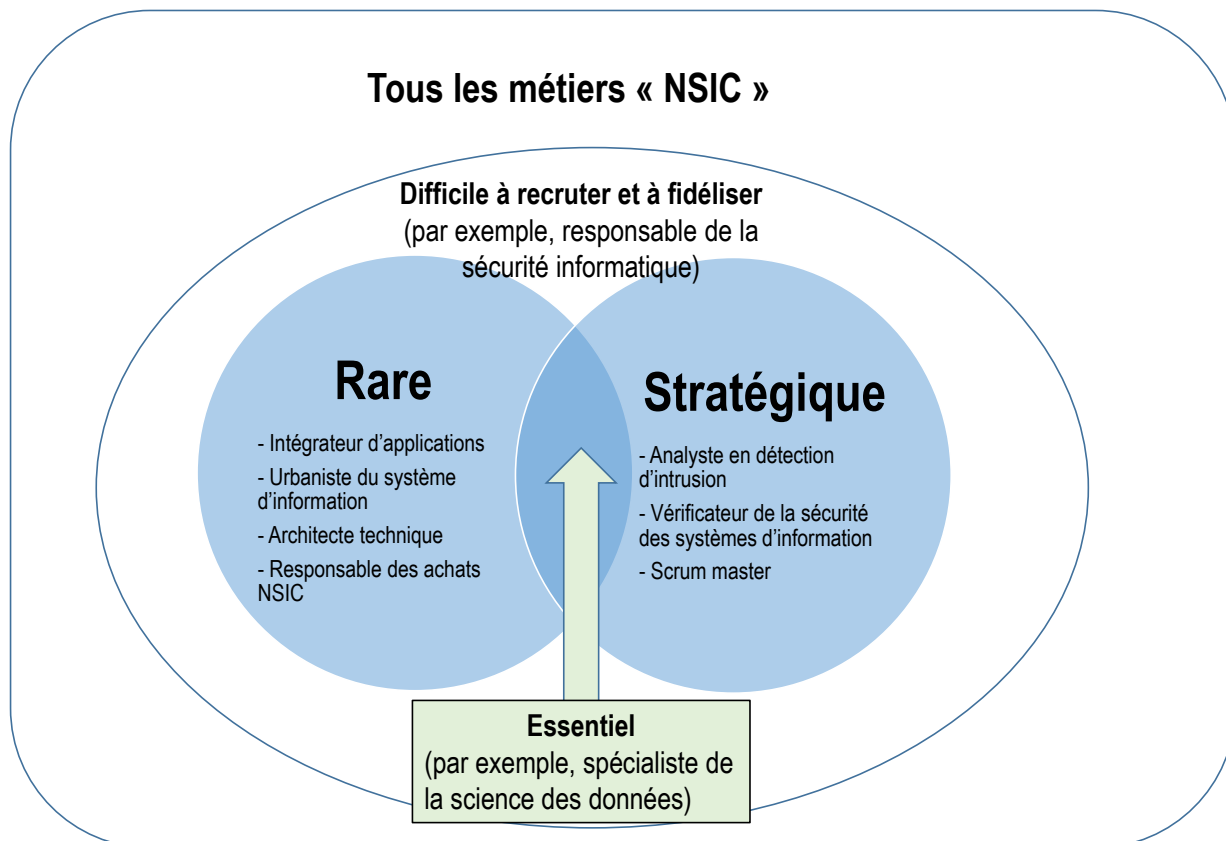 Tous les métiers « NSIC »
Difficile à recruter et à fidéliser
(par exemple, responsable de la
sécurité informatique)
Rare
- Intégrateur d’applications
- Urbaniste du système
d’information
- Architecte technique
- Responsable des achats
NSIC
Stratégique
- Analyste en détection
d’intrusion
- Vérificateur de la sécurité
des systèmes d’information
- Scrum master
Essentiel
(par exemple, spécialiste de
la science des données)